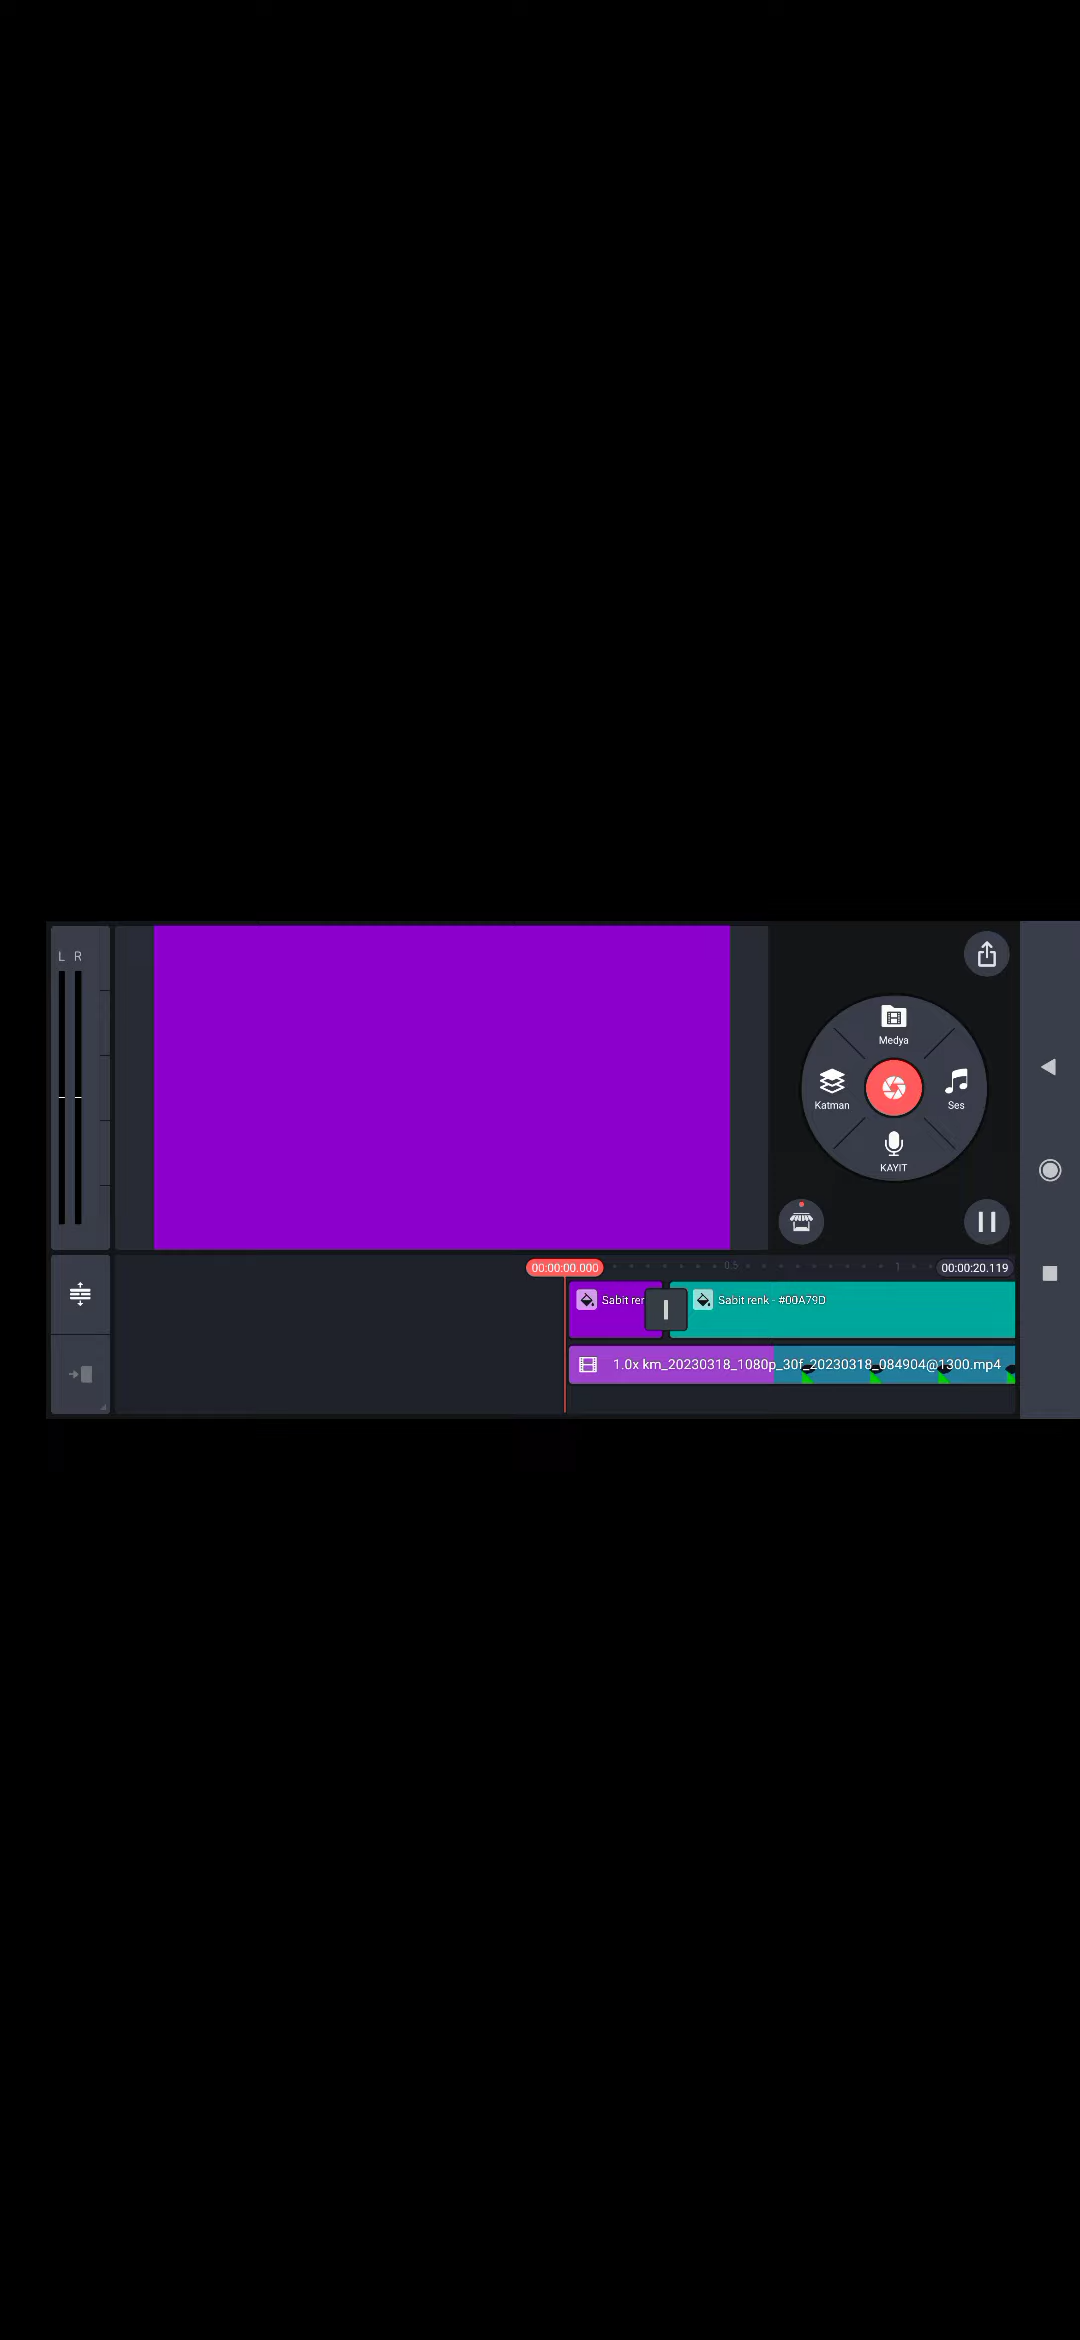 L R
Medya
Katman
Ses
KAYIT
00:00:00.000
0.5
1
00:00:20.119
Sabit ren
Sabit renk - #00A79D
1.0x km_20230318_1080p_30f_20230318_084904@1300.mp4